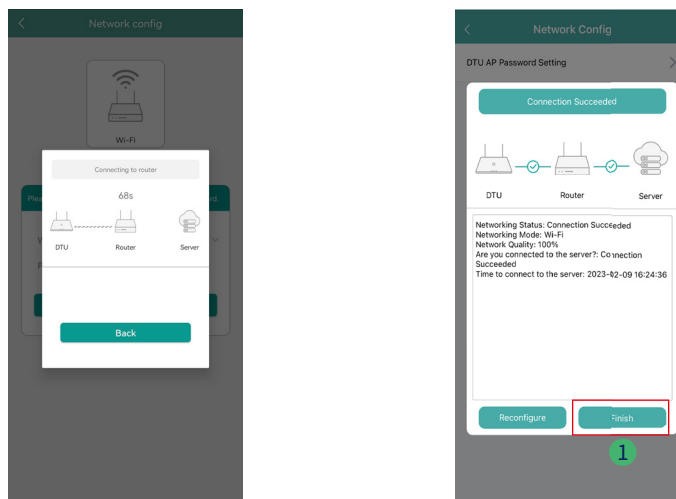 Network config
Wi-Fi
Connecting to router
68s
DTU Router Server
Back
Network Config
DTU AP Password Setting
Connection Succeeded
DTU Router Server
Networking Status: Connection Succeeded
Networking Mode: Wi-Fi
Network Quality: 100%
Are you connected to the server?: Connection
Succeeded
Time to connect to the server: 2023-02-09 16:24:36
Reconfigure Finish
1